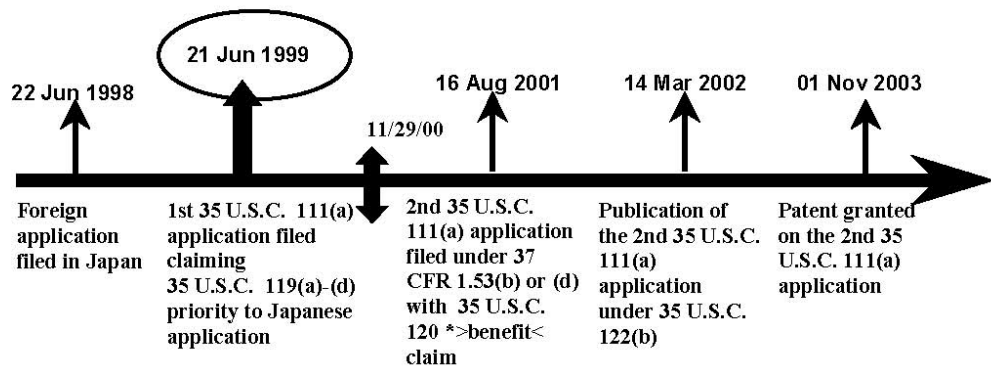 21 Jun 1999
22 Jun 1998
16 Aug 2001
14 Mar 2002
01 Nov 2003
11/29/00
Foreign
application
filed in Japan
1st 35 U.S.C. 111(a)
application filed
claiming
35 U.S.C. 119(a)-(d)
priority to Japanese
application
2nd 35 U.S.C.
111(a) application
filed under 37
CFR 1.53(b) or (d)
with 35 U.S.C.
120 *>benefit<
claim
Publication of
the 2nd 35 U.S.C.
111(a)
application
under 35 U.S.C.
122(b)
Patent granted
on the 2nd 35
U.S.C. 111(a)
application